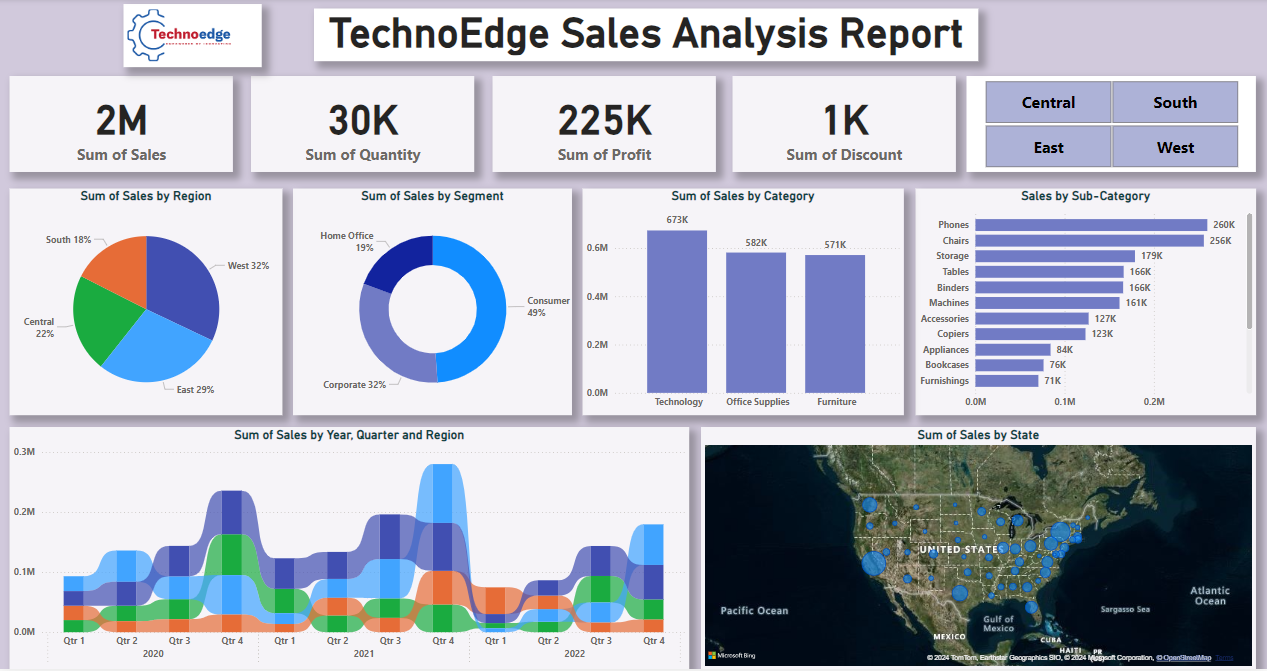 Technoedge
TechnoEdge Sales Analysis Report
2M
Sum of Sales
30K
Sum of Quantity
225K
Sum of Profit
1K
Sum of Discount
Central
South
East
West
Sum of Sales by Region
South 18%
West 32%
Central
22%
East 29%
Sum of Sales by Segment
Home Office
19%
Consumer
49%
Corporate 32%
Sum of Sales by Category
673K
582K
571K
0.6M
0.4M
0.2M
0.0M
Technology
Office Supplies
Furniture
Sales by Sub-Category
Phones 260K
Chairs 256K
Storage 179K
Tables 166K
Binders 166K
Machines 161K
Accessories 127K
Copiers 123K
Appliances 84K
Bookcases 76K
Furnishings 71K
0.0M 0.1M 0.2M
Sum of Sales by Year, Quarter and Region
0.3M
0.2M
0.1M
0.0M
Qtr 1 Qtr 2 Qtr 3 Qtr 4 Qtr 1 Qtr 2 Qtr 3 Qtr 4 Qtr 1 Qtr 2 Qtr 3 Qtr 4
2020 2021 2022
Sum of Sales by State
UNITED STATES
Pacific Ocean
Atlantic
Ocean
Sargasso Sea
Gulf of
Mexico
MEXICO
CUBA
HAITI
PR
(US)
Microsoft Bing
© 2024 TomTom, Earthstar Geographics SIO, © 2024 Microsoft Corporation, © OpenStreetMap Terms